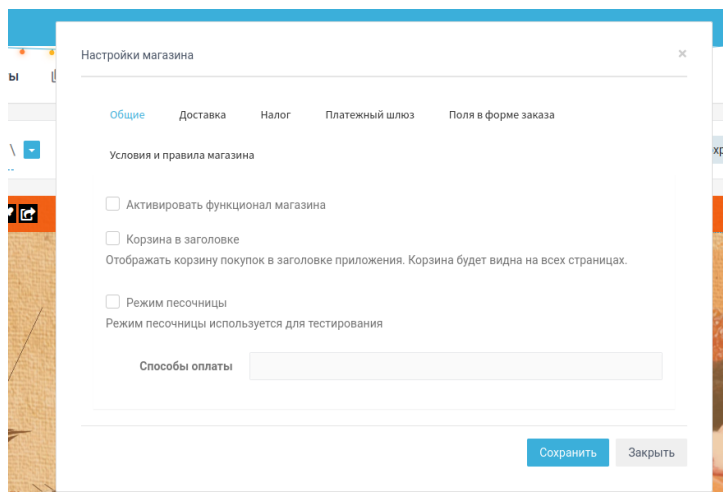 Настройки магазина
×
ы
Общие Доставка Налог Платежный шлюз Поля в форме заказа
Условия и правила магазина
\
хр
Активировать функционал магазина
Корзина в заголовке
Отображать корзину покупок в заголовке приложения. Корзина будет видна на всех страницах.
Режим песочницы
Режим песочницы используется для тестирования
Способы оплаты
Сохранить Закрыть